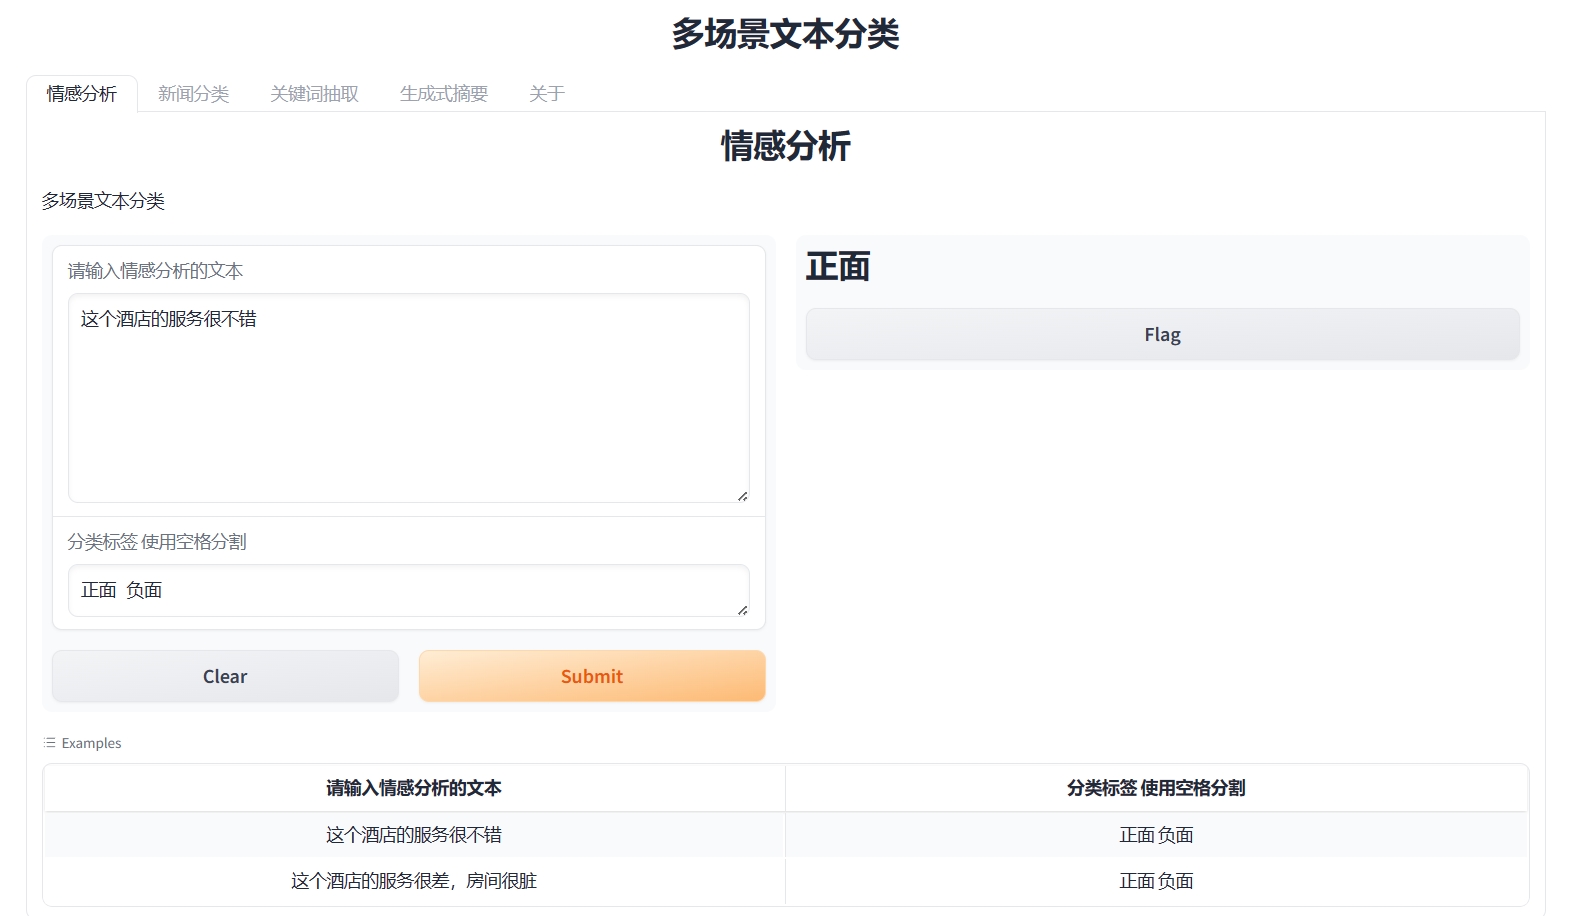 多场景文本分类
情感分析 新闻分类 关键词抽取 生成式摘要 关于
情感分析
多场景文本分类
请输入情感分析的文本
这个酒店的服务很不错
分类标签 使用空格分割
正面 负面
Clear Submit
正面
Flag
Examples
请输入情感分析的文本 分类标签 使用空格分割
这个酒店的服务很不错 正面 负面
这个酒店的服务很差，房间很脏 正面 负面